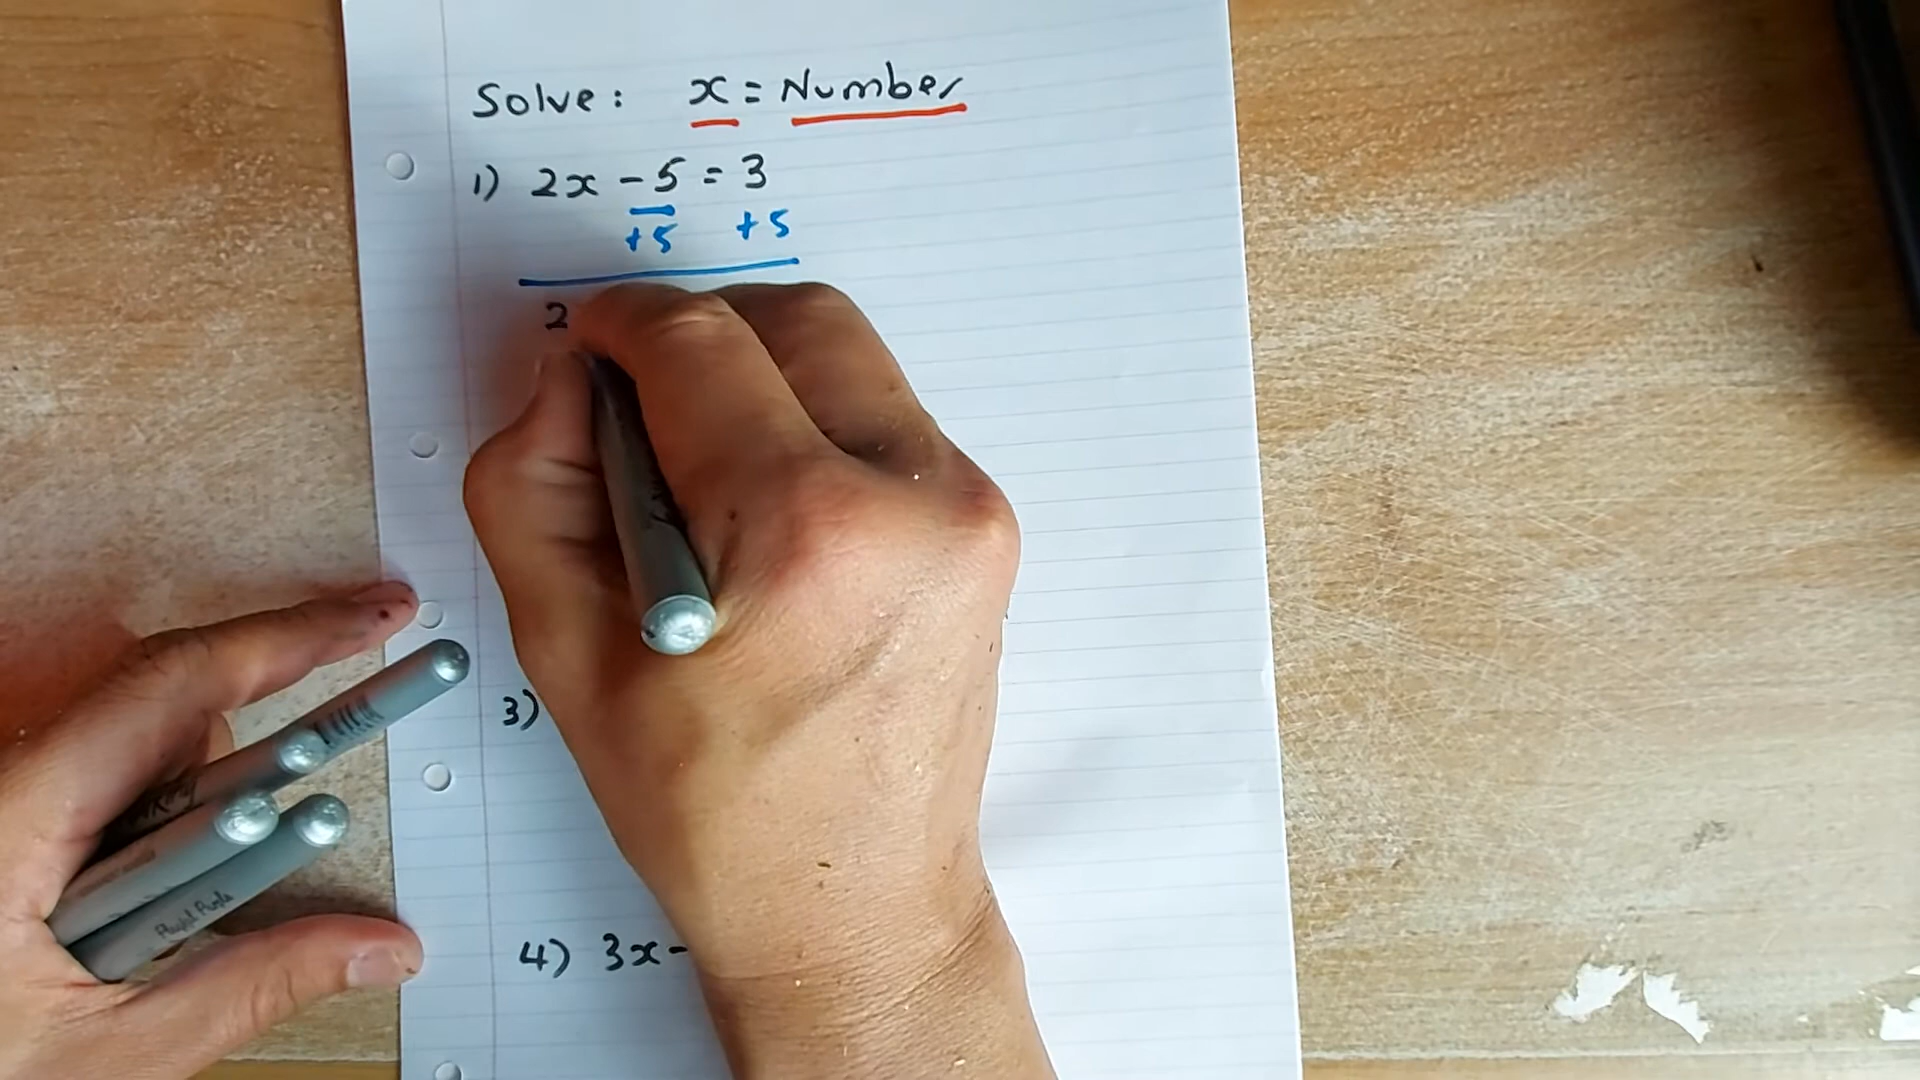 Solve: x = Number
1) 2x - 5 = 3
+5 +5
2
3)
4) 3x -